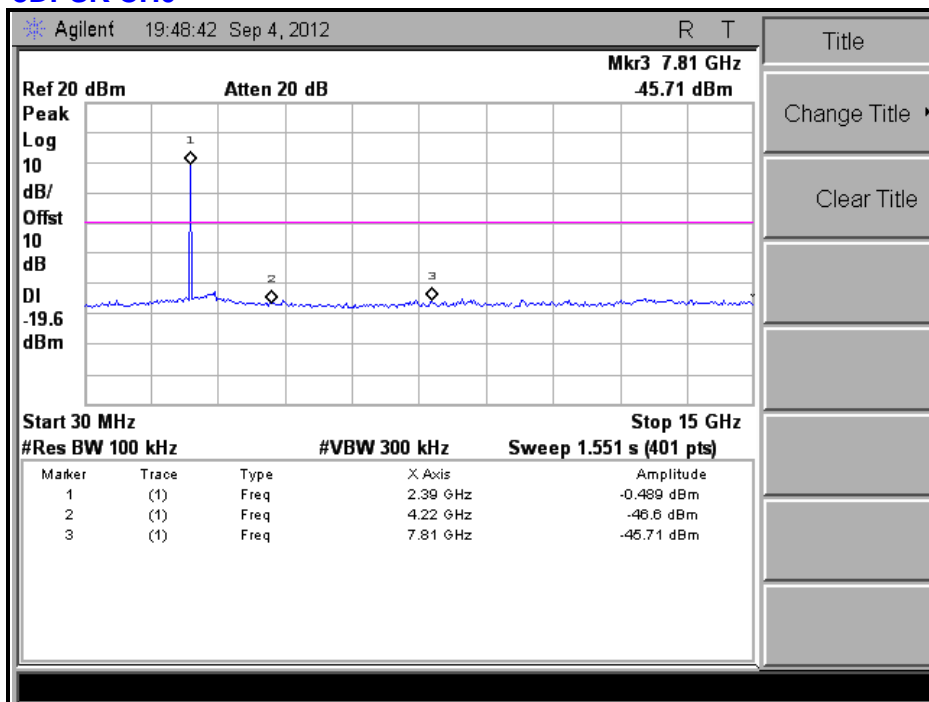 Agilent 19:48:42 Sep 4, 2012 R T
Title
Mkr3 7.81 GHz
Ref 20 dBm Atten 20 dB -45.71 dBm
Peak
Log
10
dB/
Offst
10
dB
DI
-19.6
dBm
1
2
3
Change Title
Clear Title
Start 30 MHz Stop 15 GHz
#Res BW 100 kHz #VBW 300 kHz Sweep 1.551 s (401 pts)
Marker Trace Type X Axis Amplitude
1 (1) Freq 2.39 GHz -0.489 dBm
2 (1) Freq 4.22 GHz -46.6 dBm
3 (1) Freq 7.81 GHz -45.71 dBm